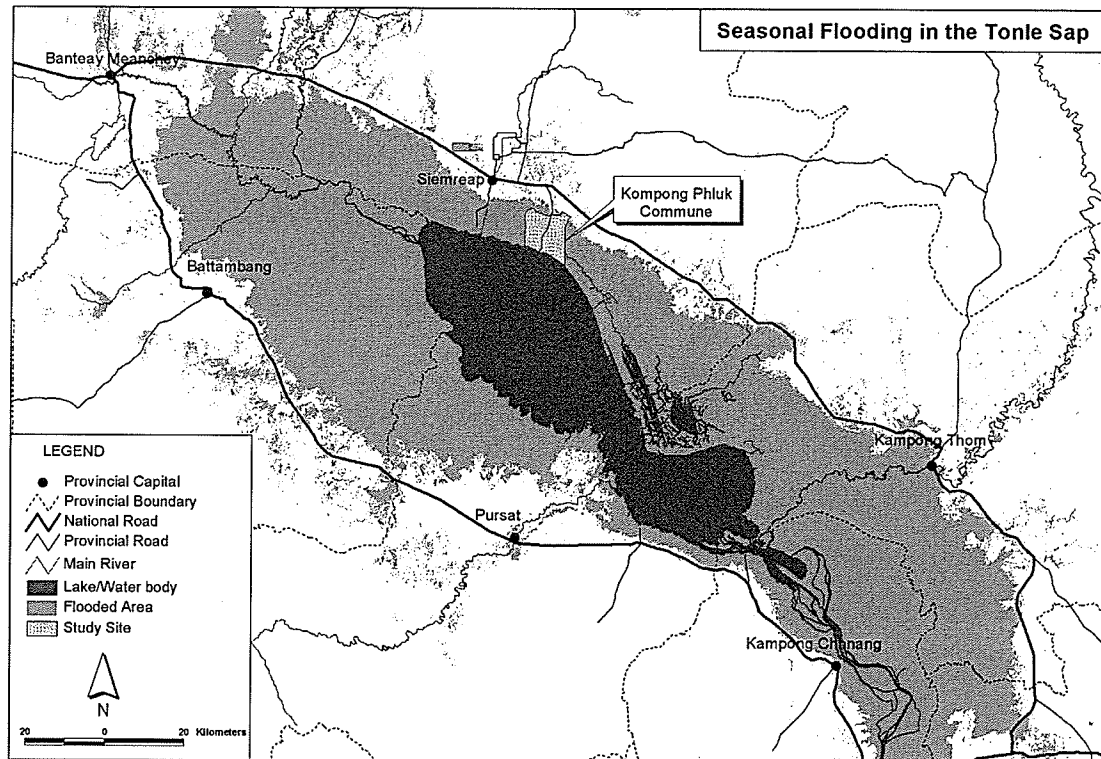 Seasonal Flooding in the Tonle Sap
Banteay Meanchey
Siemreap
Kompong Phluk
Commune
Battambang
Kampong Thom
Pursat
Kampong Chhnang
LEGEND
Provincial Capital
Provincial Boundary
National Road
Provincial Road
Main River
Lake/Water body
Flooded Area
Study Site
N
20 0 20 Kilometers